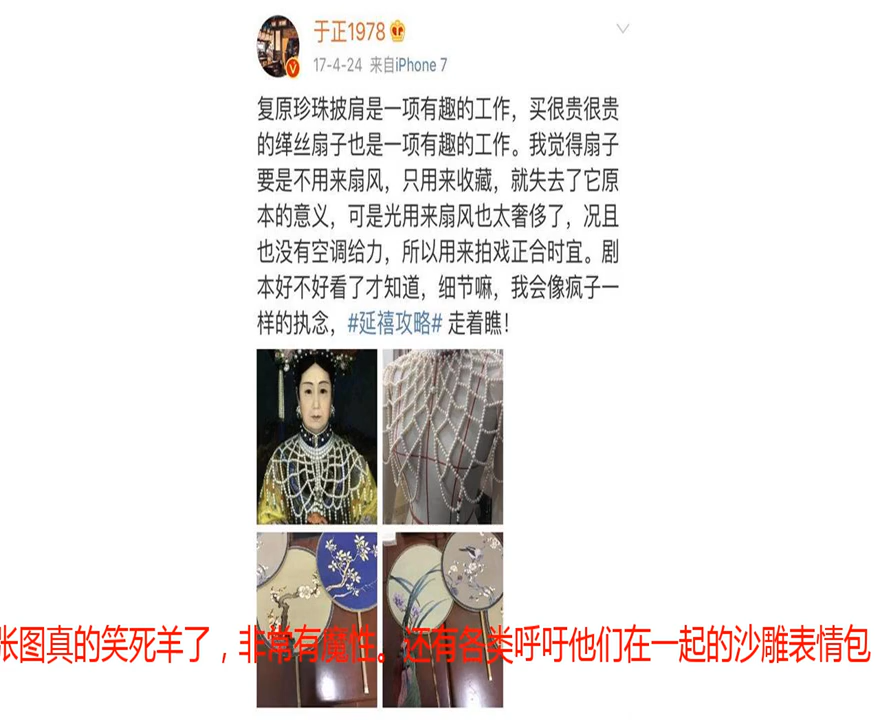 于正1978
17-4-24 来自iPhone 7
复原珍珠披肩是一项有趣的工作，买很贵很贵
的缂丝扇子也是一项有趣的工作。我觉得扇子
要是不用来扇风，只用来收藏，就失去了它原
本的意义，可是光用来扇风也太奢侈了，况且
也没有空调给力，所以用来拍戏正合时宜。剧
本好不好看了才知道，细节嘛，我会像疯子一
样的执念，#延禧攻略# 走着瞧！
张图真的笑死羊了，非常有魔性。还有各类呼吁他们在一起的沙雕表情包